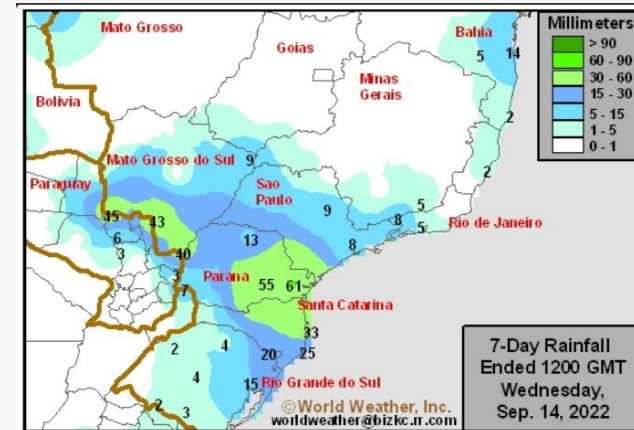 Mato Grosso
Bahia
Goias
5
14
Minas
Gerais
Bolivia
2
Mato Grosso do Sul
9
2
Paraguay
Sao
Paulo
45
43
9
8
5
5
Rio de Janeiro
6
3
40
13
8
3
7
Parana
55
61
Santa Catarina
33
2
4
20
25
4
15
Rio Grande do Sul
2
3
©World Weather, Inc.
worldweather@bizkc.rr.com
Millimeters
> 90
60 - 90
30 - 60
15 - 30
5 - 15
1 - 5
0 - 1
7-Day Rainfall
Ended 1200 GMT
Wednesday,
Sep. 14, 2022